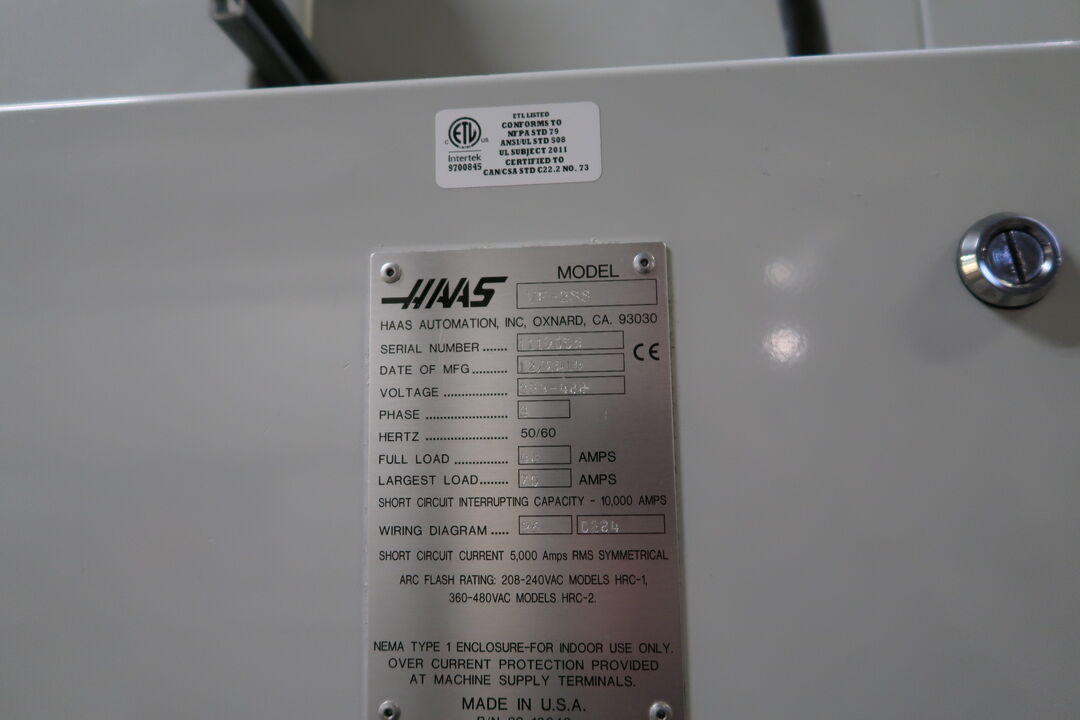 ETL LISTED
CONFORMS TO
NFPA STD 79
ANSI/UL STD 508
UL SUBJECT 2011
CERTIFIED TO
CAN/CSA STD C22.2 NO. 73
C ETL US
Intertek
9700845
HAAS
MODEL
HAAS AUTOMATION, INC, OXNARD, CA. 93030
SERIAL NUMBER .......
CE
DATE OF MFG..........
VOLTAGE .................
PHASE ......................
HERTZ ...................... 50/60
FULL LOAD .............. AMPS
LARGEST LOAD........ AMPS
SHORT CIRCUIT INTERRUPTING CAPACITY - 10,000 AMPS
WIRING DIAGRAM ..... 0284
SHORT CIRCUIT CURRENT 5,000 Amps RMS SYMMETRICAL
ARC FLASH RATING: 208-240VAC MODELS HRC-1,
360-480VAC MODELS HRC-2.
NEMA TYPE 1 ENCLOSURE-FOR INDOOR USE ONLY.
OVER CURRENT PROTECTION PROVIDED
AT MACHINE SUPPLY TERMINALS.
MADE IN U.S.A.